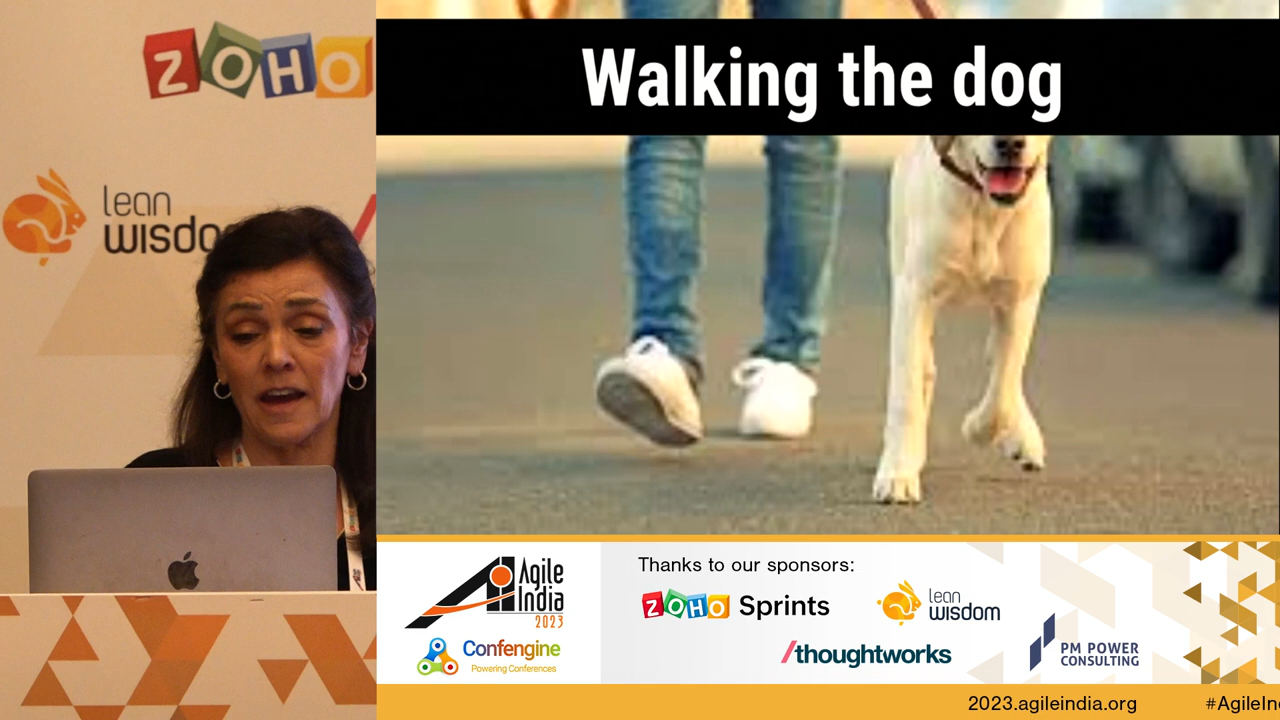 ZOHO
lean
wisdo
Walking the dog
Agile
India
2023
Confengine
Powering Conferences
Thanks to our sponsors:
ZOHO Sprints
lean
wisdom
/thoughtworks
PM POWER
CONSULTING
2023.agileindia.org
#AgileIn